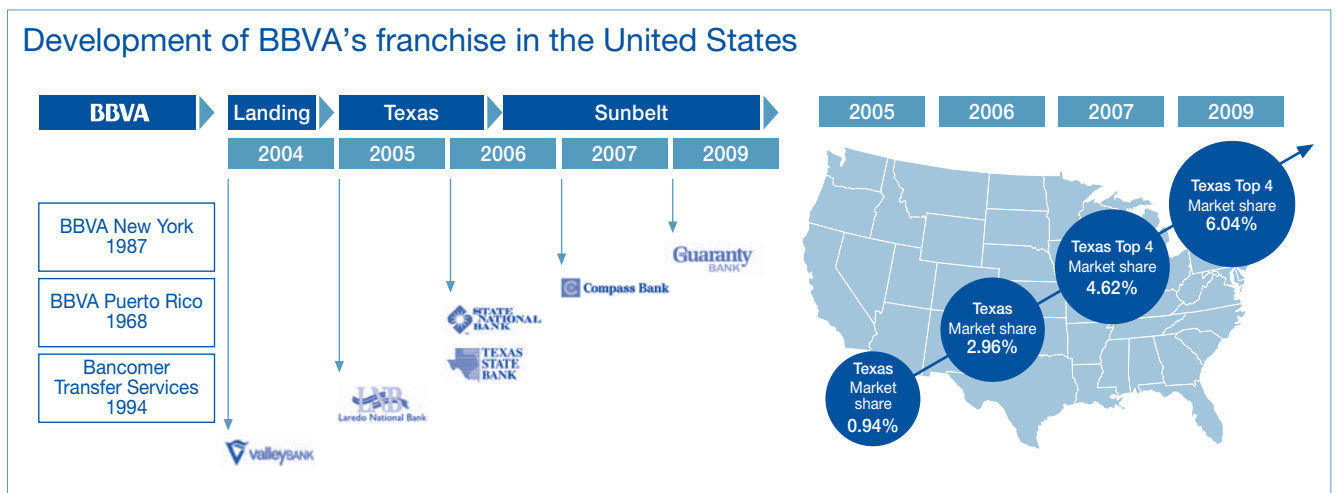 Development of BBVA's franchise in the United States
BBVA
Landing
Texas
Sunbelt
2004
2005
2006
2007
2009
BBVA New York
1987
BBVA Puerto Rico
1968
Bancomer
Transfer Services
1994
valleyBANK
LNB
Laredo National Bank
STATE
NATIONAL
BANK
TEXAS
STATE
BANK
Compass Bank
Guaranty
BANK
2005
2006
2007
2009
Texas
Market
share
0.94%
Texas
Market share
2.96%
Texas Top 4
Market share
4.62%
Texas Top 4
Market share
6.04%